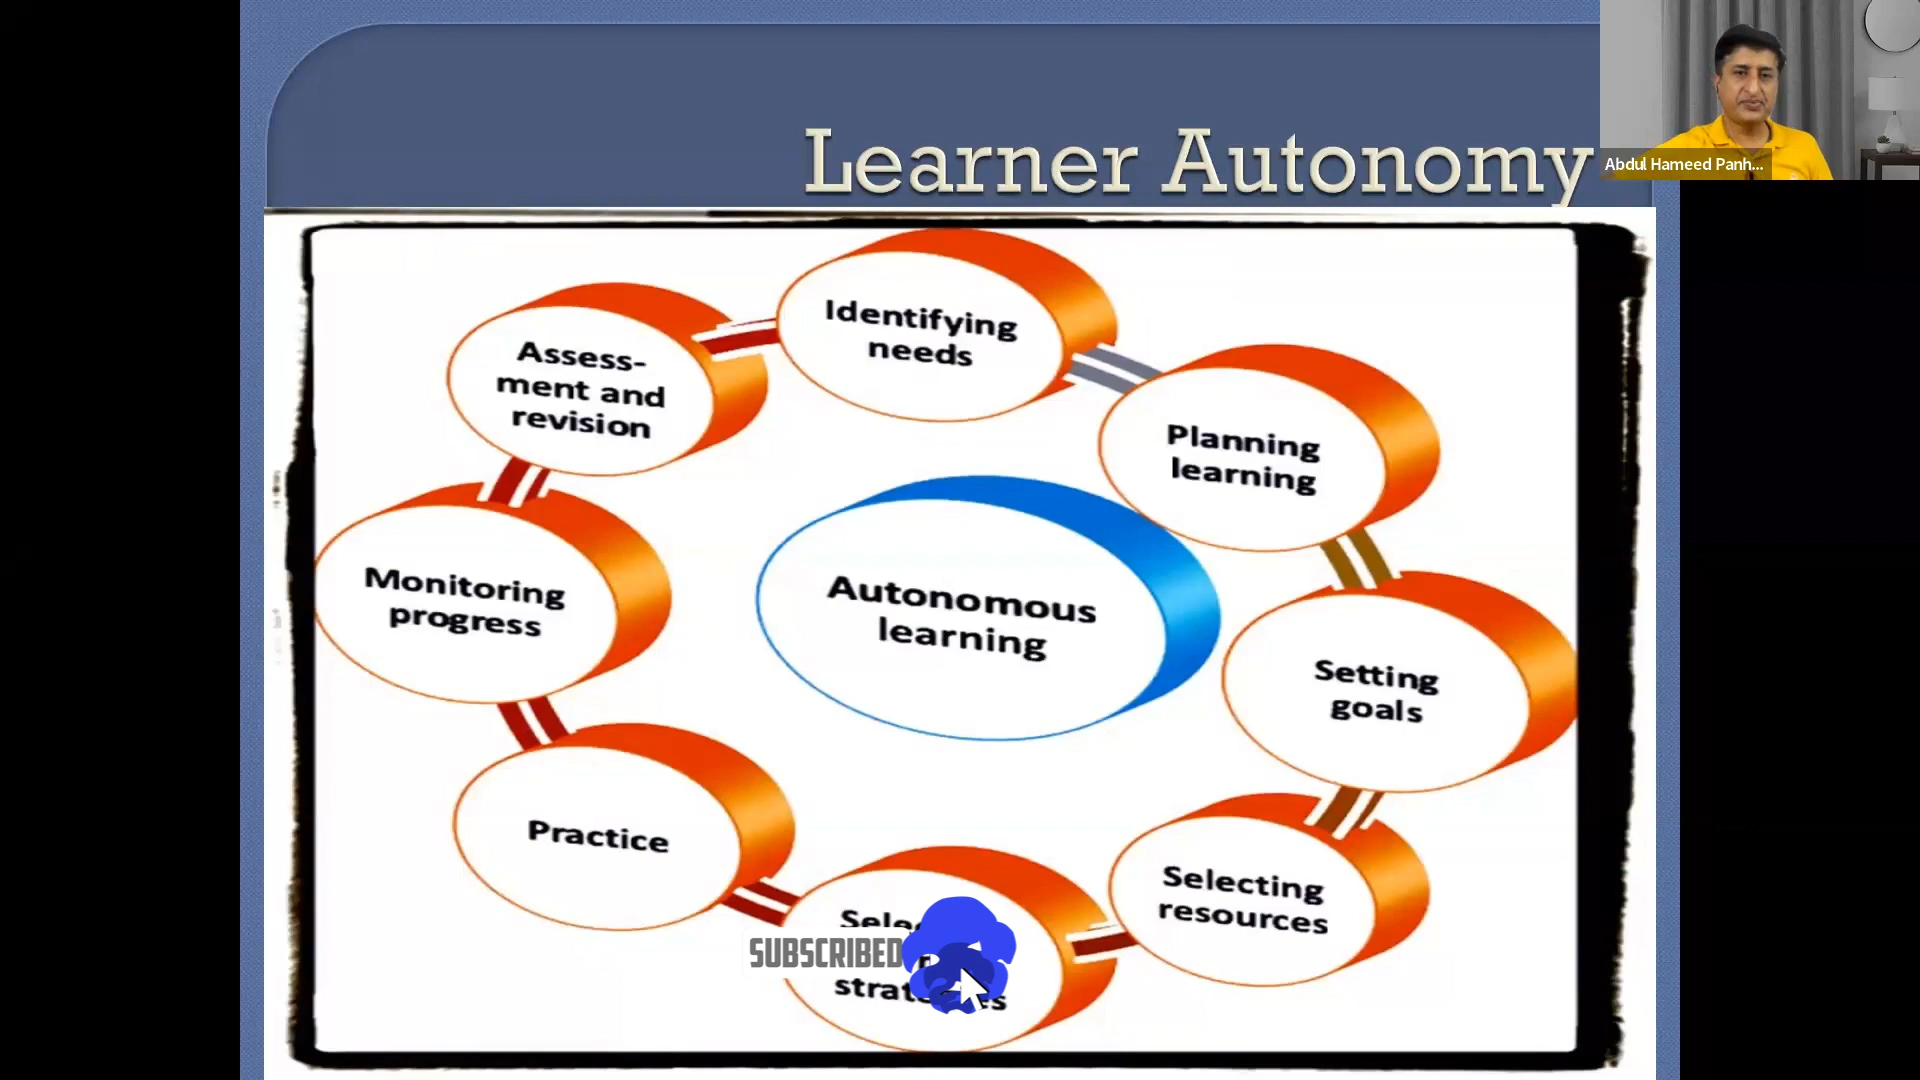 Learner Autonomy
Abdul Hameed Panh...
Identifying
needs
Assess-
ment and
revision
Planning
learning
Monitoring
progress
Autonomous
learning
Setting
goals
Practice
Selecting
resources
SUBSCRIBED